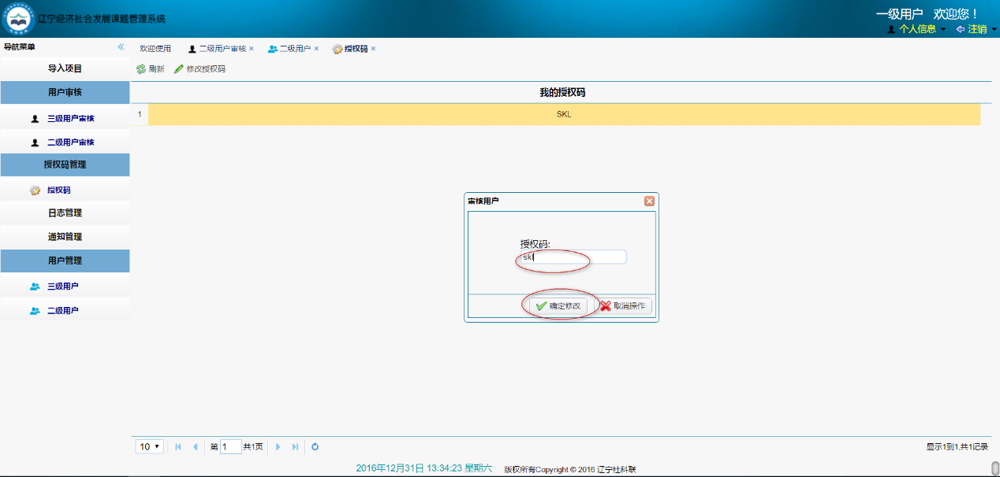 辽宁经济社会发展课题管理系统
一级用户 欢迎您！
个人信息 注销
导航菜单
欢迎使用 二级用户审核 二级用户 授权码
刷新 修改授权码
导入项目
用户审核
三级用户审核
二级用户审核
授权码管理
授权码
日志管理
通知管理
用户管理
三级用户
二级用户
我的授权码
1 SKL
审核用户
授权码:
skl
确定修改 取消操作
10 第 1 共1页 显示1到1,共1记录
2016年12月31日 13:34:23 星期六 版权所有Copyright © 2016 辽宁社科联